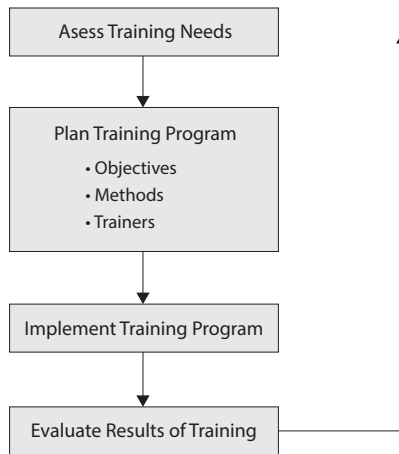 Asess Training Needs
Plan Training Program
• Objectives
• Methods
• Trainers
Implement Training Program
Evaluate Results of Training